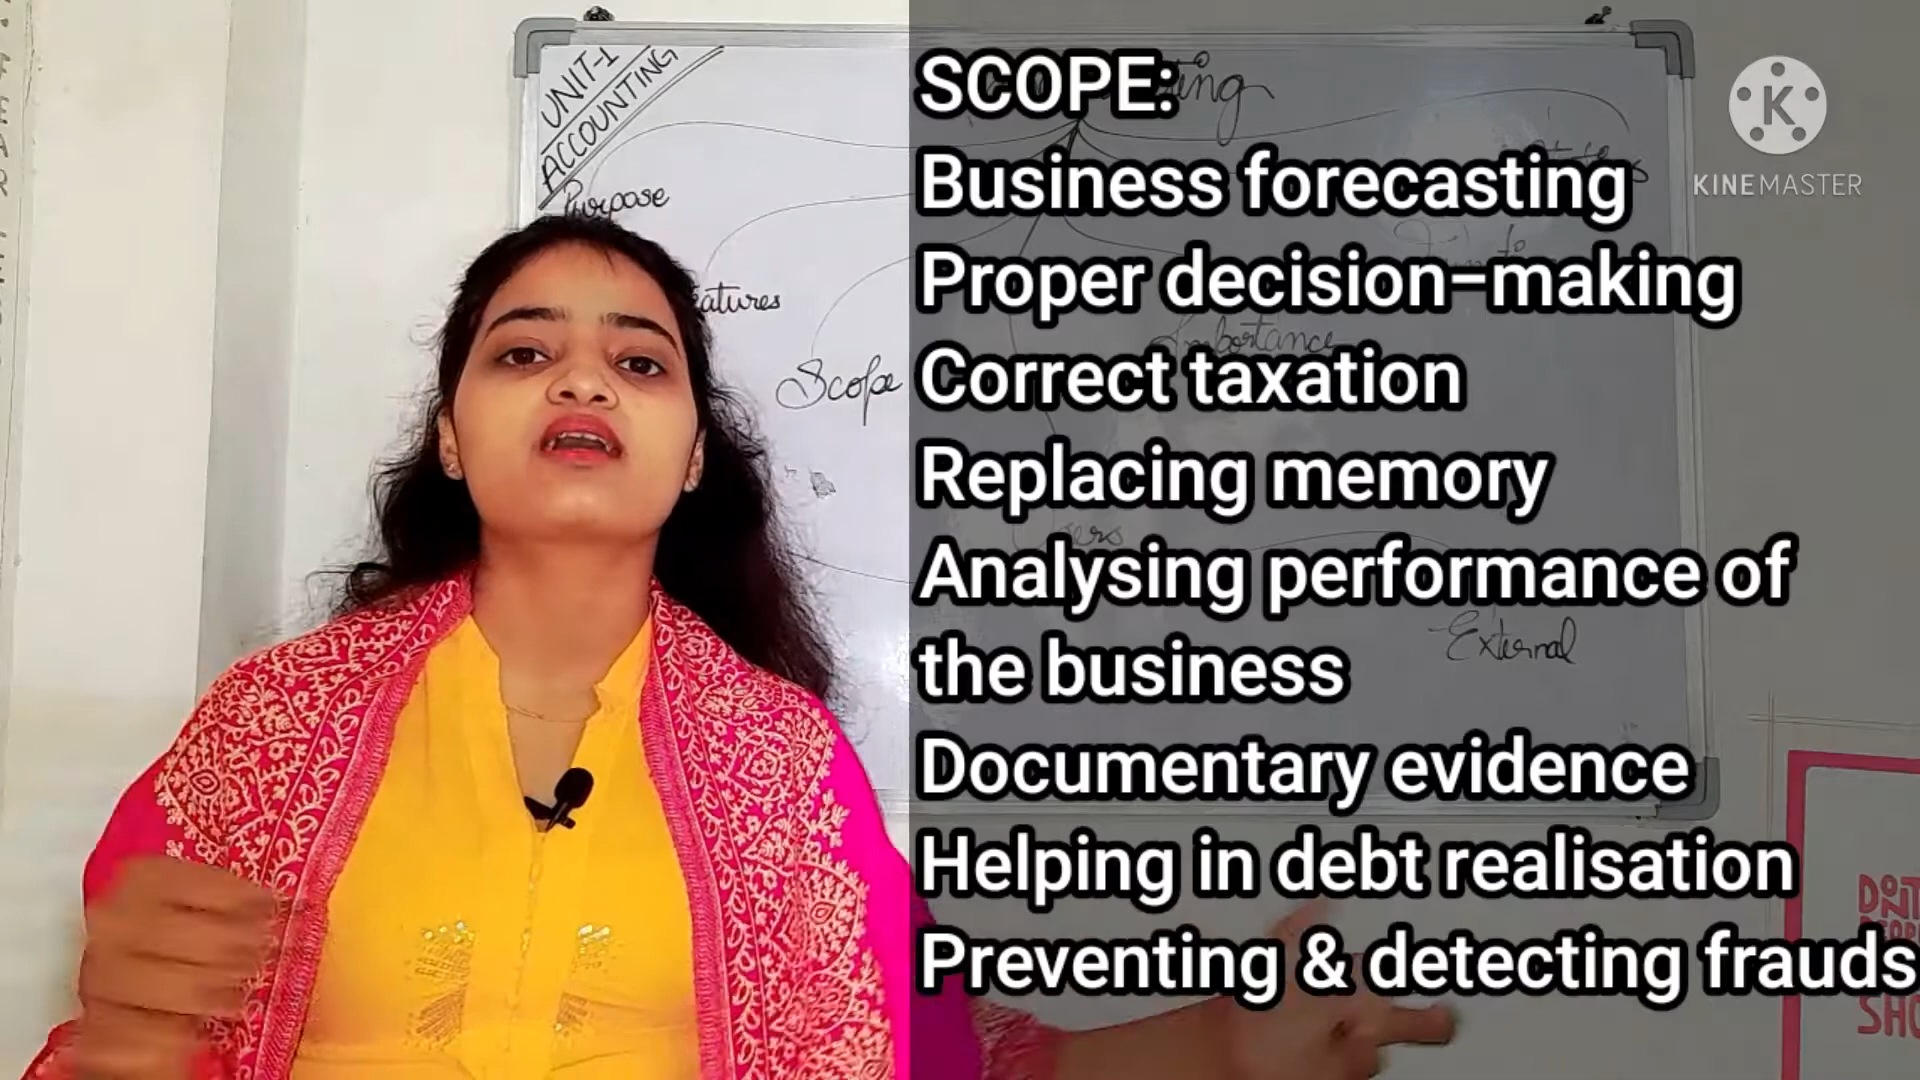 UNIT-1
ACCOUNTING
Purpose
Scope
External
SCOPE:
Business forecasting
Proper decision-making
Correct taxation
Replacing memory
Analysing performance of
the business
Documentary evidence
Helping in debt realisation
Preventing & detecting frauds
K
KINEMASTER